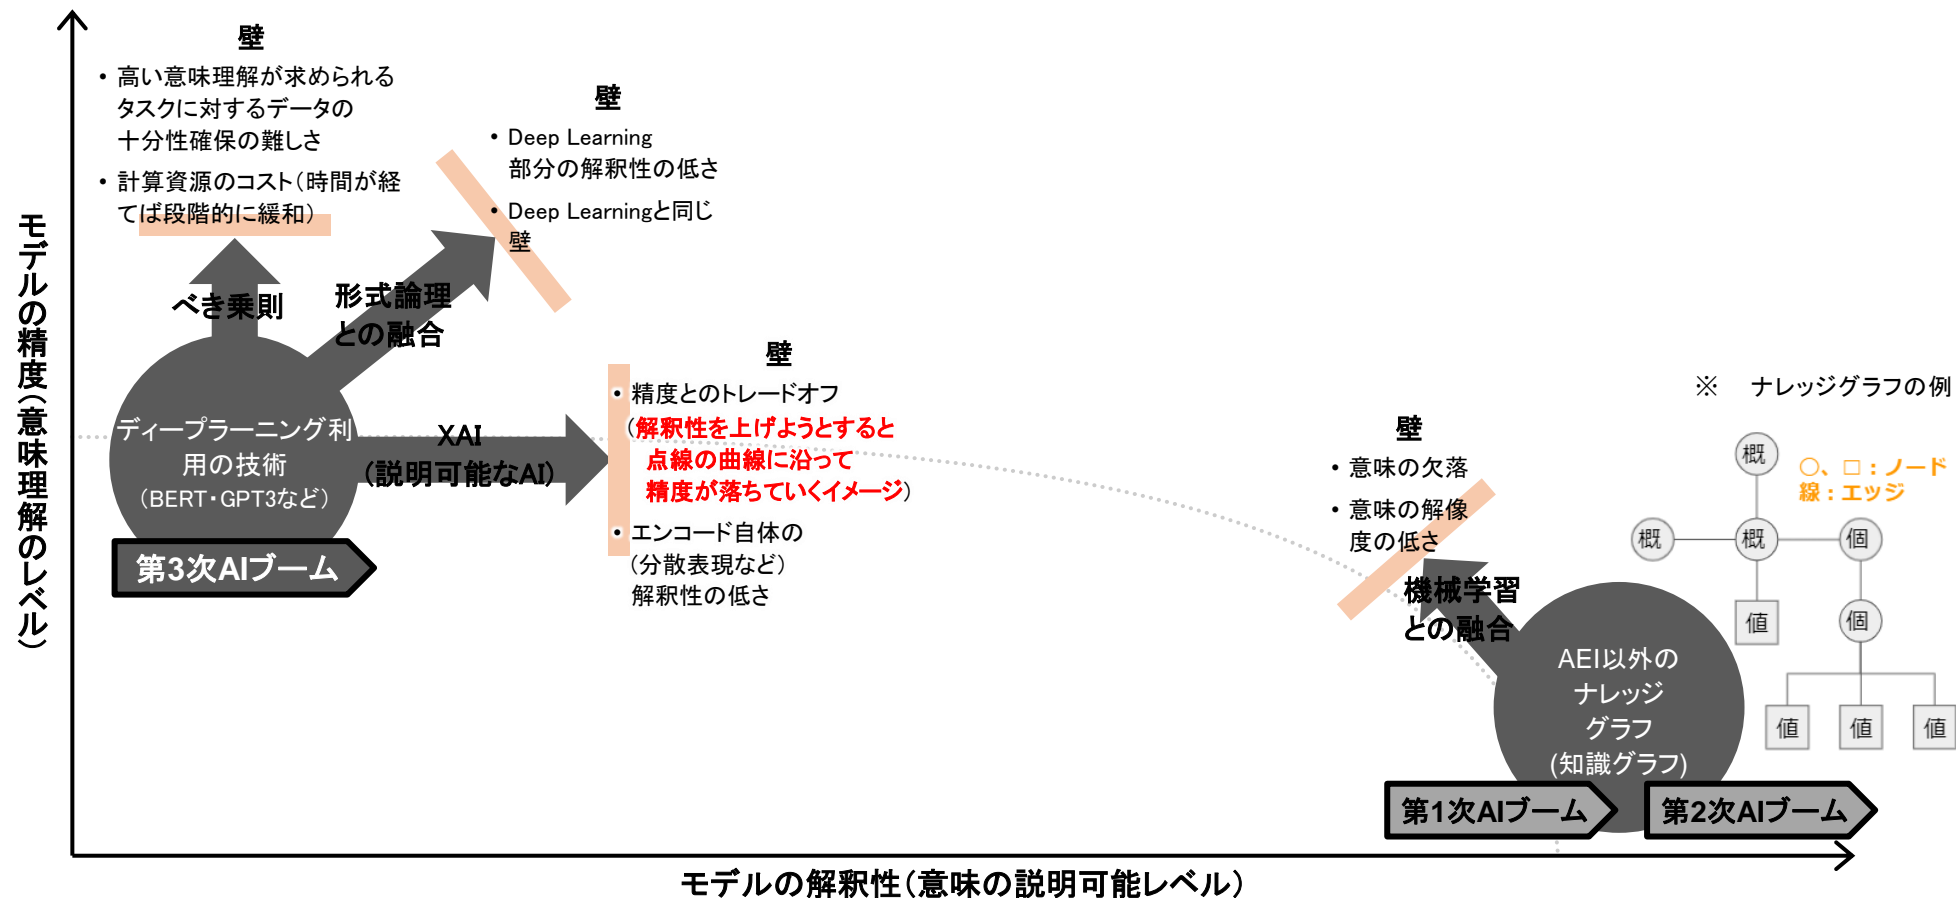 壁
・高い意味理解が求められる
タスクに対するデータの
十分性確保の難しさ
・計算資源のコスト（時間が経
てば段階的に緩和）
壁
・Deep Learning
部分の解釈性の低さ
・Deep Learningと同じ
壁
べき乗則
形式論理
との融合
ディープラーニング利
用の技術
（BERT・GPT3など）
第3次AIブーム
XAI
(説明可能なAI)
壁
・精度とのトレードオフ
（解釈性を上げようとすると
点線の曲線に沿って
精度が落ちていくイメージ）
・エンコード自体の
（分散表現など）
解釈性の低さ
壁
・意味の欠落
・意味の解像
度の低さ
機械学習
との融合
AEI以外の
ナレッジ
グラフ
(知識グラフ)
第1次AIブーム
第2次AIブーム
※　ナレッジグラフの例
○、□：ノード
線：エッジ
概
概
概
個
値
個
値
値
値
モデルの精度（意味理解のレベル）
モデルの解釈性（意味の説明可能レベル）